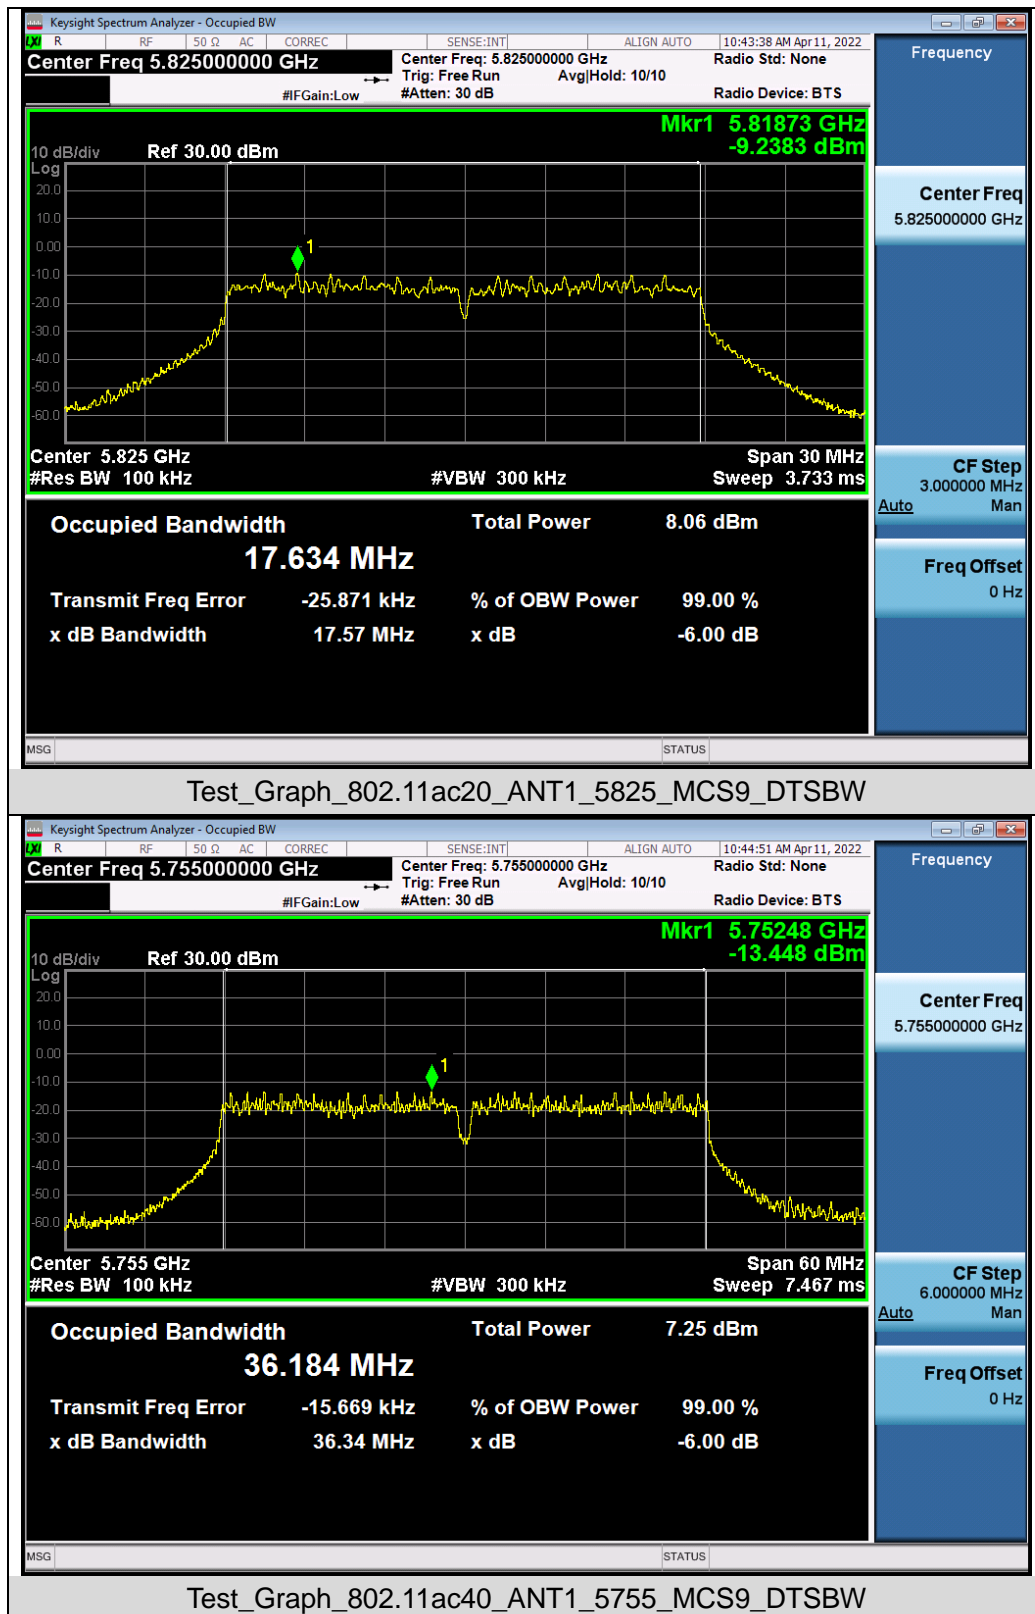 Keysight Spectrum Analyzer - Occupied BW
LXI R RF 50 Ω AC CORREC SENSE:INT ALIGN AUTO 10:43:38 AM Apr 11, 2022
Center Freq 5.825000000 GHz
Center Freq: 5.825000000 GHz Radio Std: None
Trig: Free Run Avg|Hold: 10/10
#IFGain:Low #Atten: 30 dB Radio Device: BTS
Frequency
Mkr1 5.81873 GHz
-9.2383 dBm
10 dB/div Ref 30.00 dBm
Log
20.0
10.0
0.00
-10.0
-20.0
-30.0
-40.0
-50.0
-60.0
1
Center Freq
5.825000000 GHz
Center 5.825 GHz Span 30 MHz
#Res BW 100 kHz #VBW 300 kHz Sweep 3.733 ms
CF Step
3.000000 MHz
Auto Man
Occupied Bandwidth Total Power 8.06 dBm
17.634 MHz
Transmit Freq Error -25.871 kHz % of OBW Power 99.00 %
x dB Bandwidth 17.57 MHz x dB -6.00 dB
Freq Offset
0 Hz
MSG STATUS
Test_Graph_802.11ac20_ANT1_5825_MCS9_DTSBW
Keysight Spectrum Analyzer - Occupied BW
LXI R RF 50 Ω AC CORREC SENSE:INT ALIGN AUTO 10:44:51 AM Apr 11, 2022
Center Freq 5.755000000 GHz
Center Freq: 5.755000000 GHz Radio Std: None
Trig: Free Run Avg|Hold: 10/10
#IFGain:Low #Atten: 30 dB Radio Device: BTS
Frequency
Mkr1 5.75248 GHz
-13.448 dBm
10 dB/div Ref 30.00 dBm
Log
20.0
10.0
0.00
-10.0
-20.0
-30.0
-40.0
-50.0
-60.0
1
Center Freq
5.755000000 GHz
Center 5.755 GHz Span 60 MHz
#Res BW 100 kHz #VBW 300 kHz Sweep 7.467 ms
CF Step
6.000000 MHz
Auto Man
Occupied Bandwidth Total Power 7.25 dBm
36.184 MHz
Transmit Freq Error -15.669 kHz % of OBW Power 99.00 %
x dB Bandwidth 36.34 MHz x dB -6.00 dB
Freq Offset
0 Hz
MSG STATUS
Test_Graph_802.11ac40_ANT1_5755_MCS9_DTSBW